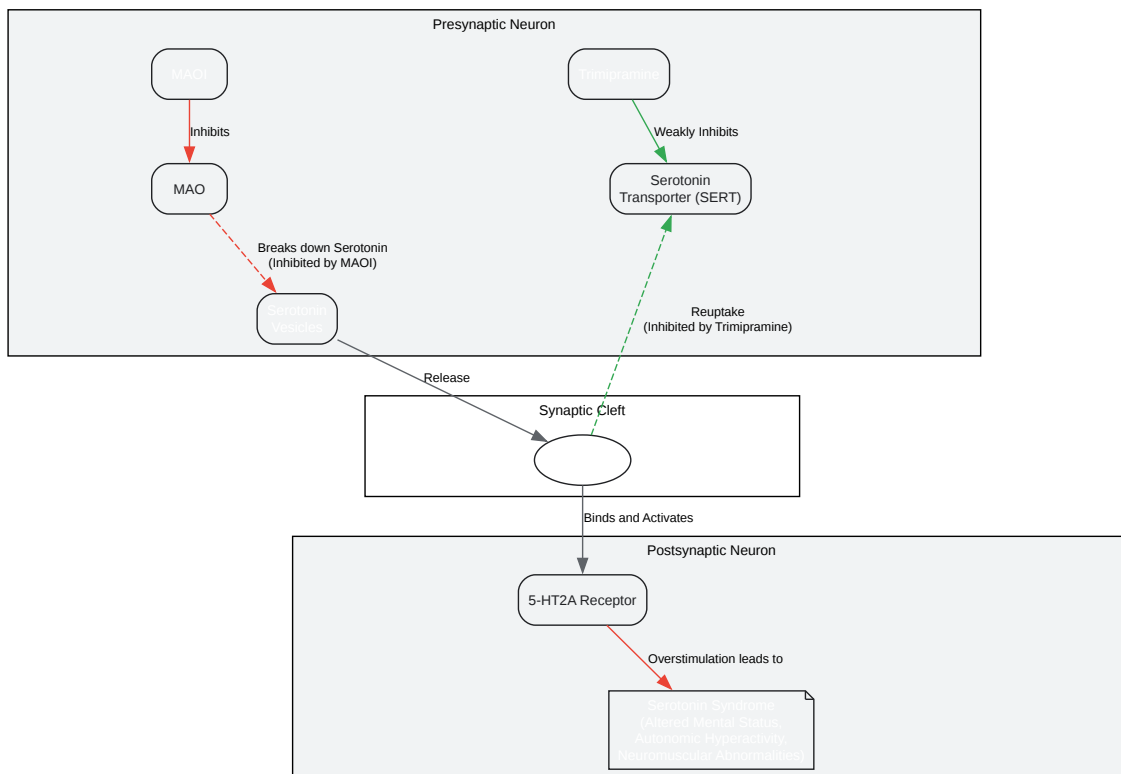 Presynaptic Neuron
MAOI
Trimipramine
Inhibits
Weakly Inhibits
MAO
Serotonin
Transporter (SERT)
Breaks down Serotonin
(Inhibited by MAOI)
Serotonin
Vesicles
Reuptake
(Inhibited by Trimipramine)
Release
Synaptic Cleft
Binds and Activates
Postsynaptic Neuron
5-HT2A Receptor
Overstimulation leads to
Serotonin Syndrome
(Altered Mental Status,
Autonomic Hyperactivity,
Neuromuscular Abnormalities)